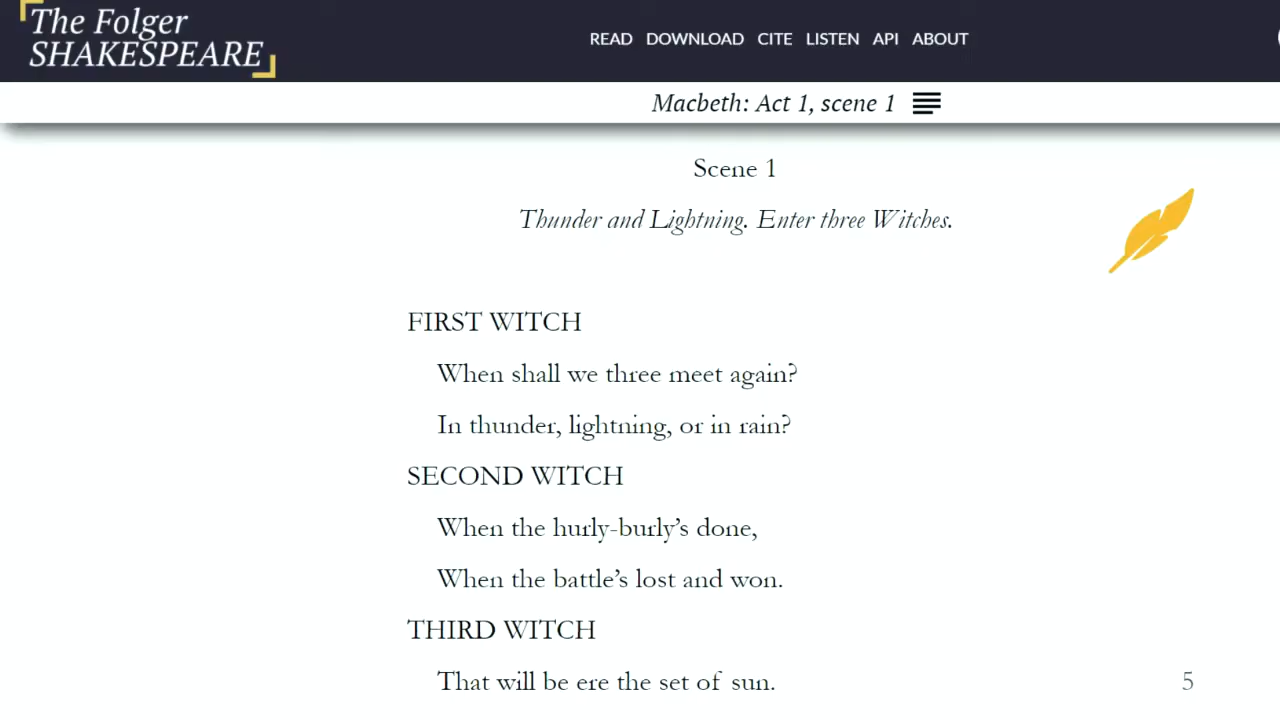 The Folger
SHAKESPEARE
READ DOWNLOAD CITE LISTEN API ABOUT
Macbeth: Act 1, scene 1
Scene 1
Thunder and Lightning. Enter three Witches.
FIRST WITCH
When shall we three meet again?
In thunder, lightning, or in rain?
SECOND WITCH
When the hurly-burly’s done,
When the battle’s lost and won.
THIRD WITCH
That will be ere the set of sun. 5